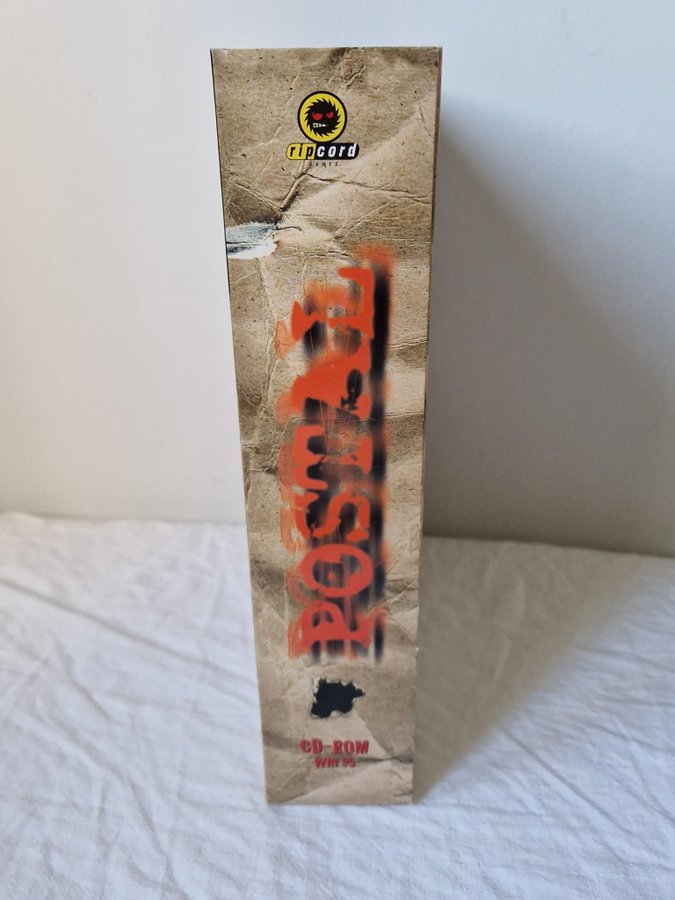 ripcord
GAMES
POSTAL
CD-ROM
WIN 95